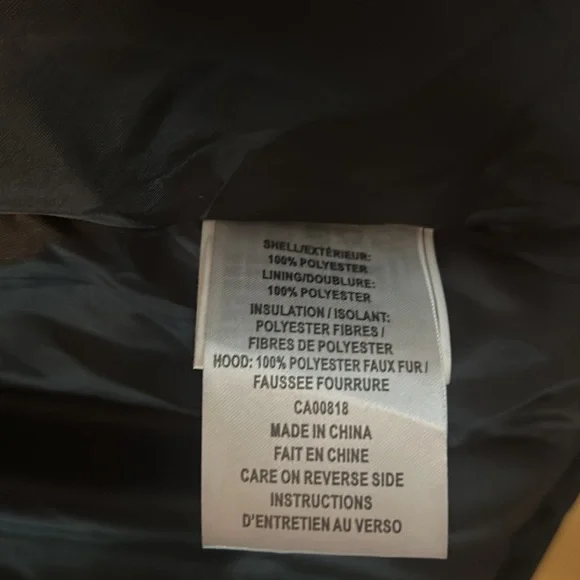 SHELL/EXTÉRIEUR:
100% POLYESTER
LINING/DOUBLURE:
100% POLYESTER
INSULATION / ISOLANT:
POLYESTER FIBRES /
FIBRES DE POLYESTER
HOOD: 100% POLYESTER FAUX FUR /
FAUSSEE FOURRURE
CA00818
MADE IN CHINA
FAIT EN CHINE
CARE ON REVERSE SIDE
INSTRUCTIONS
D'ENTRETIEN AU VERSO